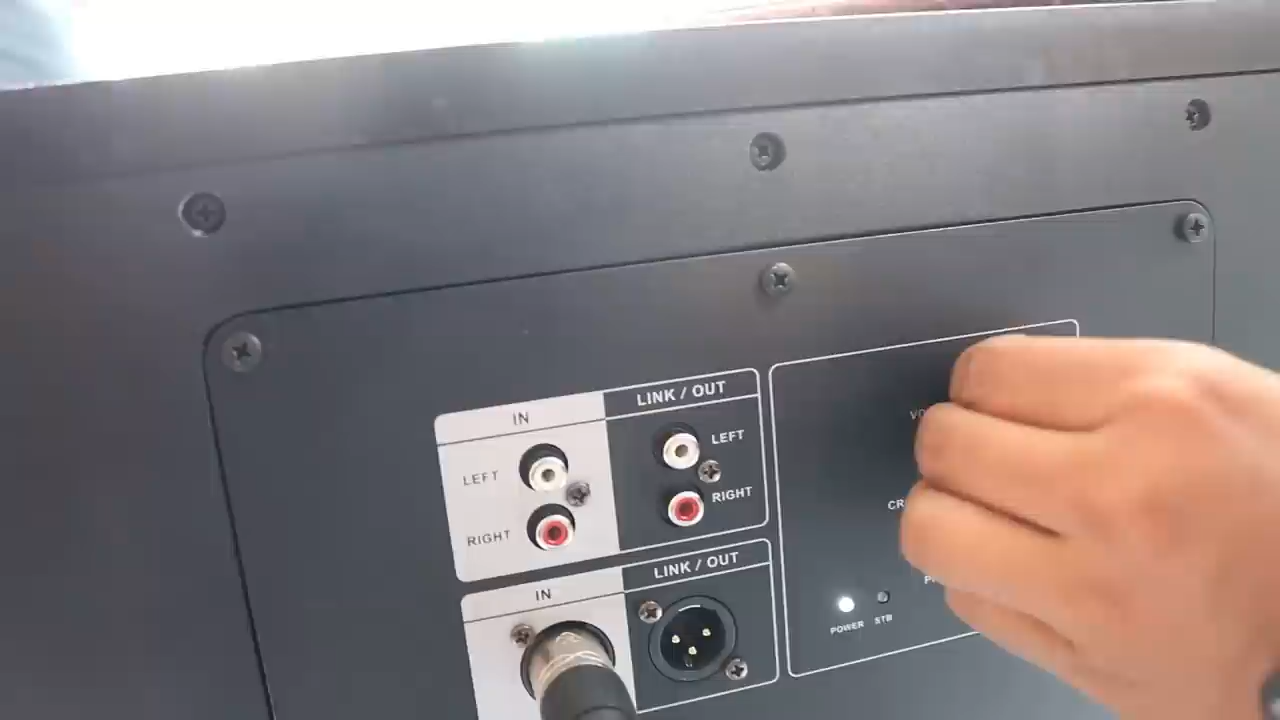 IN
LINK / OUT
LEFT
LEFT
RIGHT
RIGHT
IN
LINK / OUT
POWER
STB